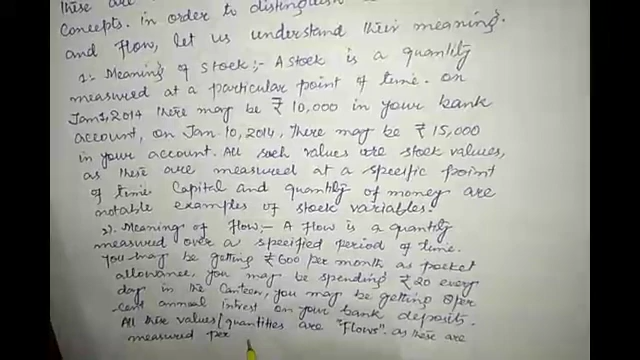 These are
Concepts. in order to distinguish
and flow, let us understand their meaning.
1:- Meaning of Stock:- A stock is a quantity
measured at a particular point of time. on
Jan 1, 2014 there may be ₹ 10,000 in your bank
account, on Jan 10, 2014, There may be ₹ 15,000
in your account. All such values are stock values,
as these are measured at a specific point
of time Capital and quantity of money are
notable examples of stock variables.
2). Meaning of flow:- A flow is a quantity
measured over a specified period of time.
You may be getting ₹600 per month as pocket
allowance, you may be spending ₹20 every
day in the Canteen, you may be getting 8 per
-cent annual interest on your bank deposits.
All these values/quantities are "flows". as these are
measured per